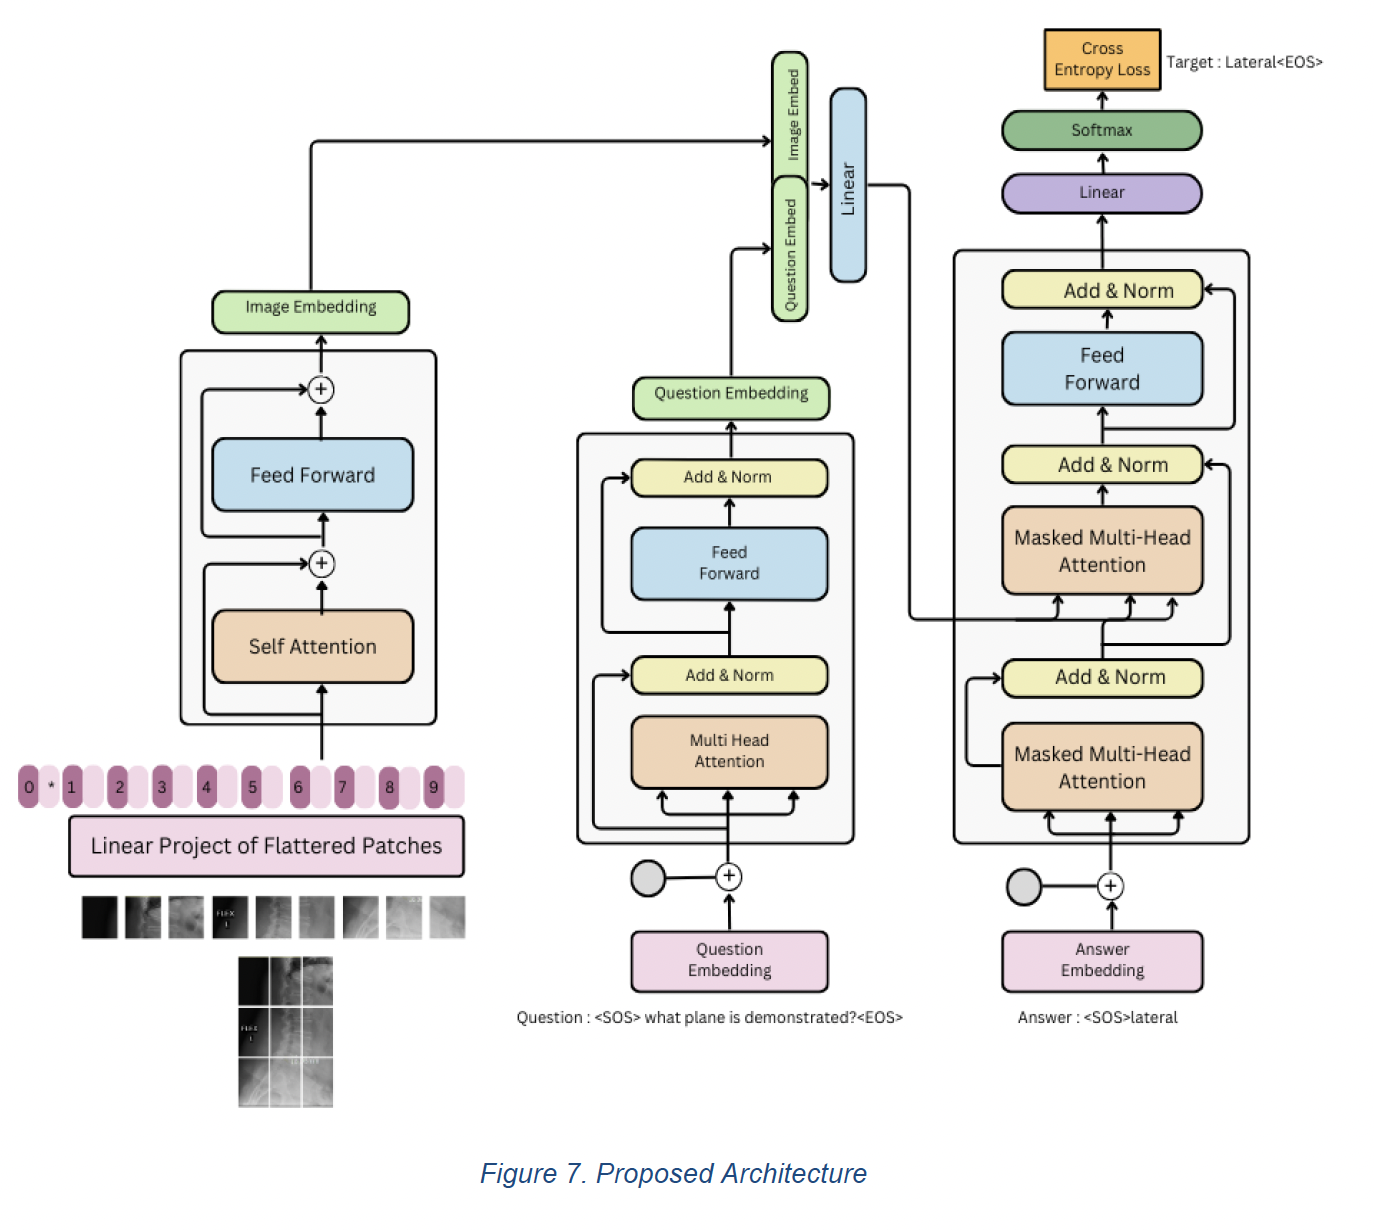 Cross
Entropy Loss
Target : Lateral<EOS>
Softmax
Linear
Image Embed
Question Embed
Linear
Add & Norm
Feed
Forward
Add & Norm
Masked Multi-Head
Attention
Add & Norm
Masked Multi-Head
Attention
Answer
Embedding
Answer : <SOS>lateral
Image Embedding
+
Feed Forward
+
Self Attention
0 * 1 2 3 4 5 6 7 8 9
Linear Project of Flattered Patches
FLEX
FLEX
Question Embedding
Add & Norm
Feed
Forward
Add & Norm
Multi Head
Attention
+
+
Question
Embedding
Question : <SOS> what plane is demonstrated?<EOS>
Figure 7. Proposed Architecture